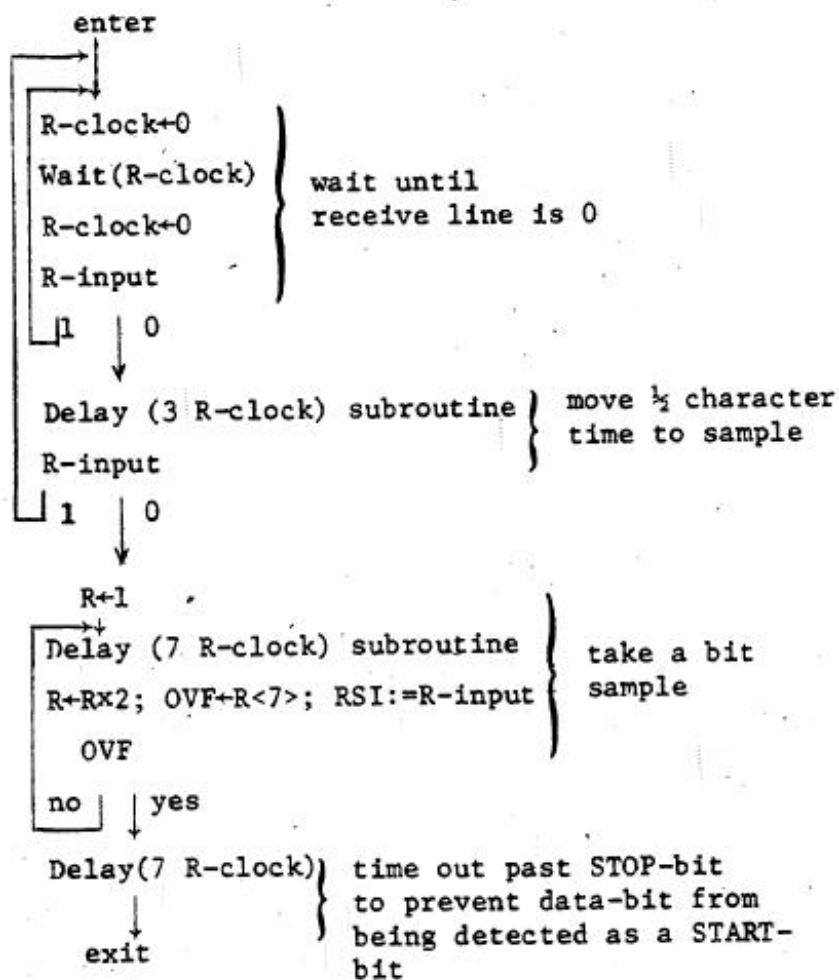 enter
R-clock←0
Wait(R-clock)
R-clock←0
R-input
wait until
receive line is 0
1 0
Delay (3 R-clock) subroutine
R-input
move ½ character
time to sample
1 0
R←1
Delay (7 R-clock) subroutine
R←R×2; OVF←R<7>; RSI:=R-input
OVF
take a bit
sample
no yes
Delay(7 R-clock)
time out past STOP-bit
to prevent data-bit from
being detected as a START-
bit
exit